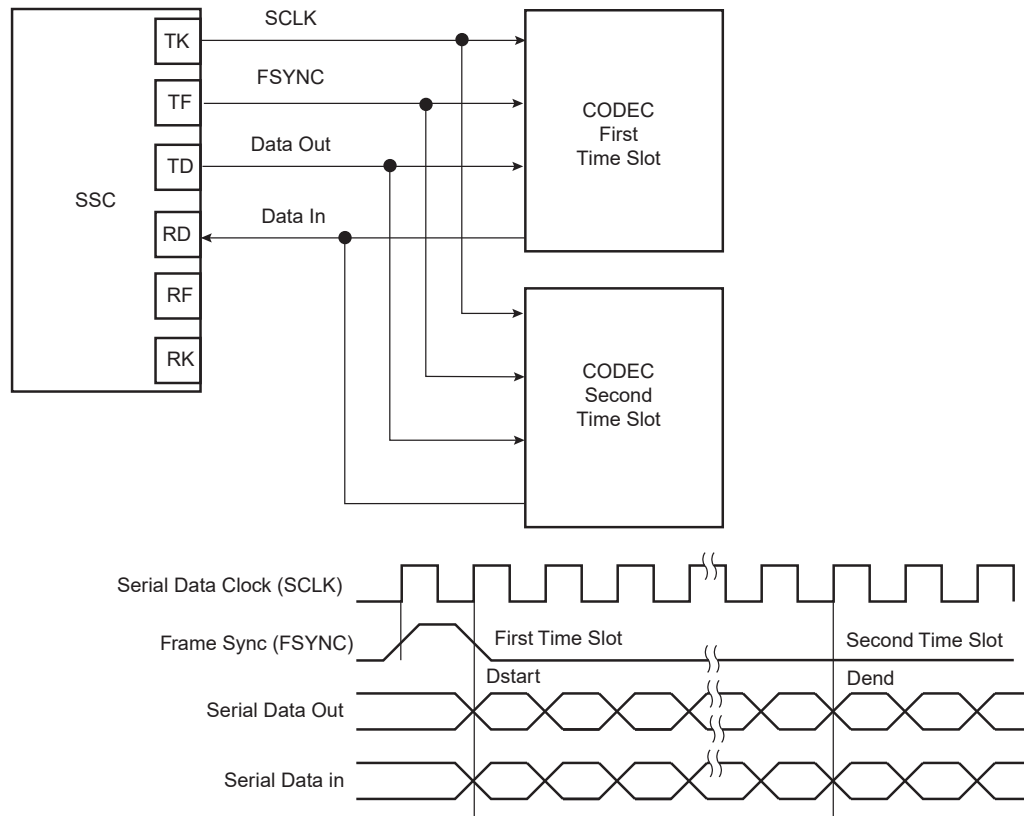 SSC
TK
TF
TD
RD
RF
RK
SCLK
FSYNC
Data Out
Data In
CODEC
First
Time Slot
CODEC
Second
Time Slot
Serial Data Clock (SCLK)
Frame Sync (FSYNC)
First Time Slot
Second Time Slot
Dstart
Dend
Serial Data Out
Serial Data in